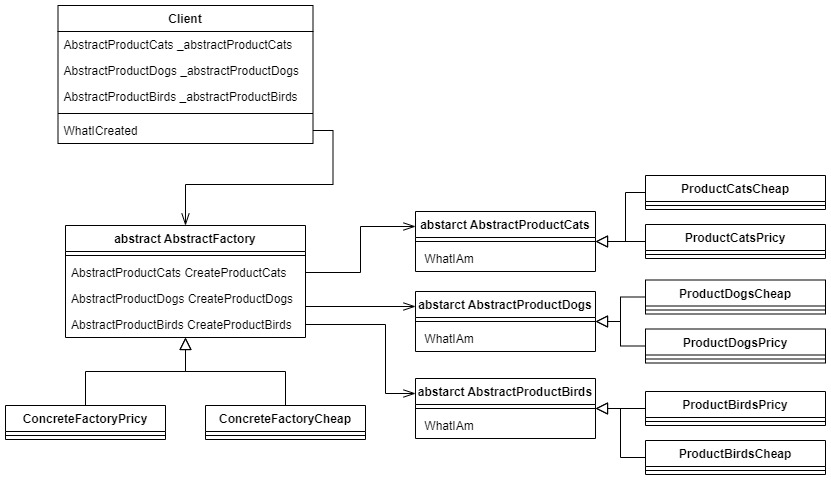 Client
AbstractProductCats _abstractProductCats
AbstractProductDogs _abstractProductDogs
AbstractProductBirds _abstractProductBirds
WhatICreated
abstract AbstractFactory
AbstractProductCats CreateProductCats
AbstractProductDogs CreateProductDogs
AbstractProductBirds CreateProductBirds
ConcreteFactoryPricy
ConcreteFactoryCheap
abstarct AbstractProductCats
WhatIAm
abstarct AbstractProductDogs
WhatIAm
abstarct AbstractProductBirds
WhatIAm
ProductCatsCheap
ProductCatsPricy
ProductDogsCheap
ProductDogsPricy
ProductBirdsPricy
ProductBirdsCheap